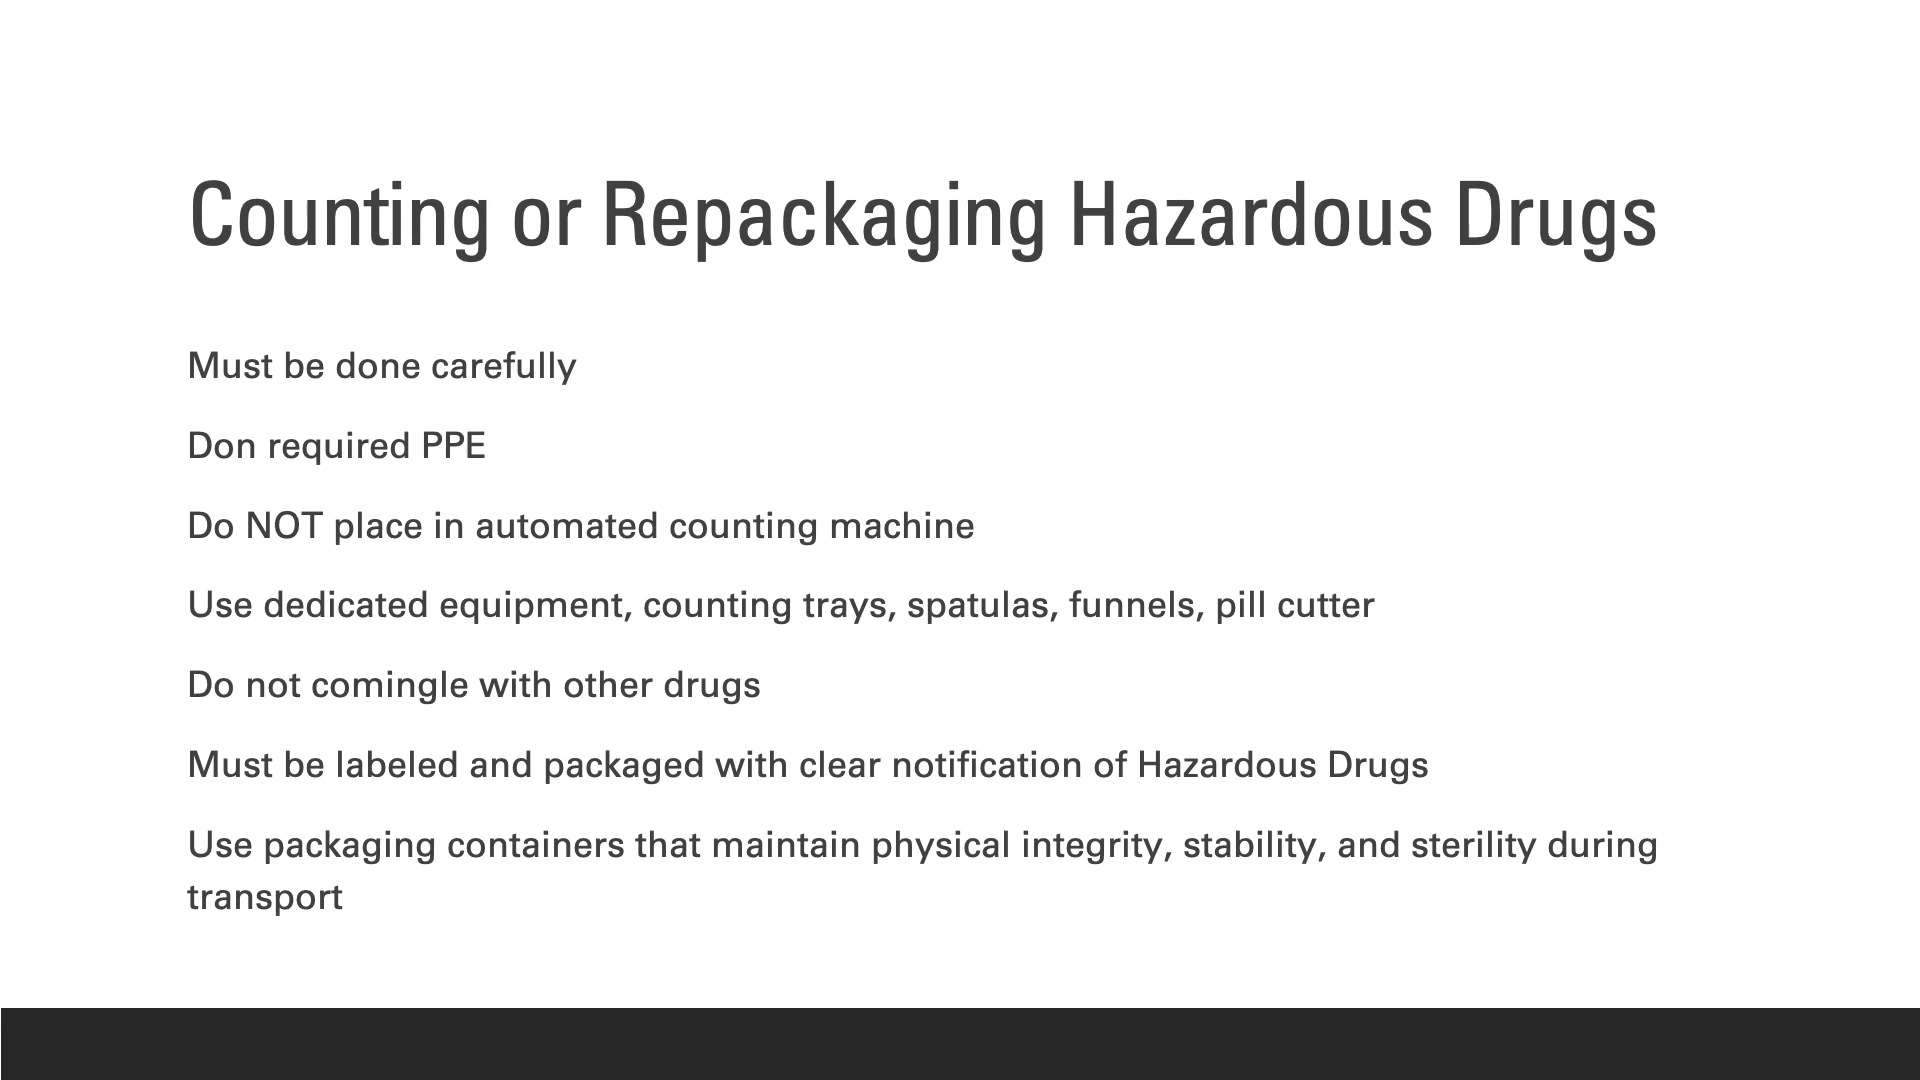 Counting or Repackaging Hazardous Drugs
Must be done carefully
Don required PPE
Do NOT place in automated counting machine
Use dedicated equipment, counting trays, spatulas, funnels, pill cutter
Do not comingle with other drugs
Must be labeled and packaged with clear notification of Hazardous Drugs
Use packaging containers that maintain physical integrity, stability, and sterility during
transport